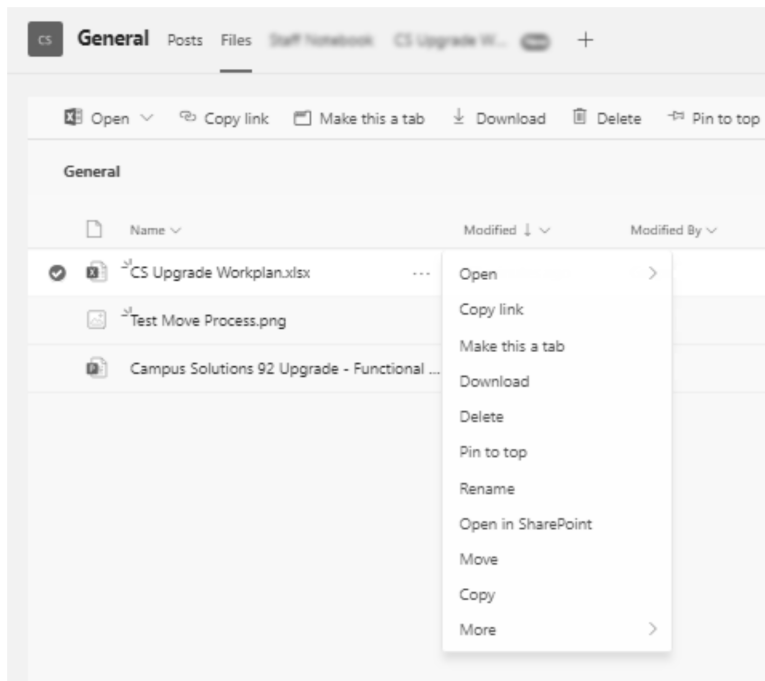 CS General Posts Files
Open Copy link Make this a tab Download Delete Pin to top
General
Name Modified Modified By
CS Upgrade Workplan.xlsx ...
Test Move Process.png
Campus Solutions 92 Upgrade - Functional ...
Open
Copy link
Make this a tab
Download
Delete
Pin to top
Rename
Open in SharePoint
Move
Copy
More